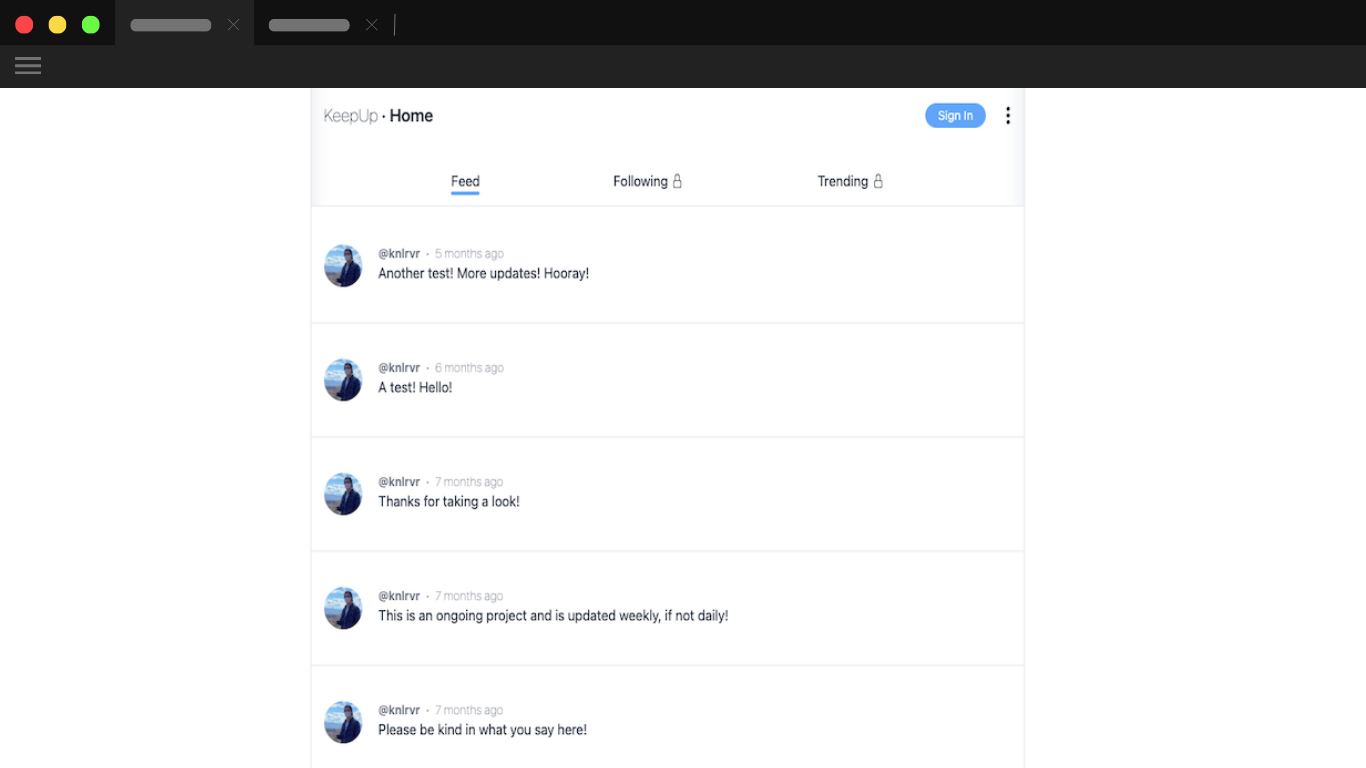 KeepUp · Home
Sign In
Feed
Following
Trending
@knlrvr · 5 months ago
Another test! More updates! Hooray!
@knlrvr · 6 months ago
A test! Hello!
@knlrvr · 7 months ago
Thanks for taking a look!
@knlrvr · 7 months ago
This is an ongoing project and is updated weekly, if not daily!
@knlrvr · 7 months ago
Please be kind in what you say here!